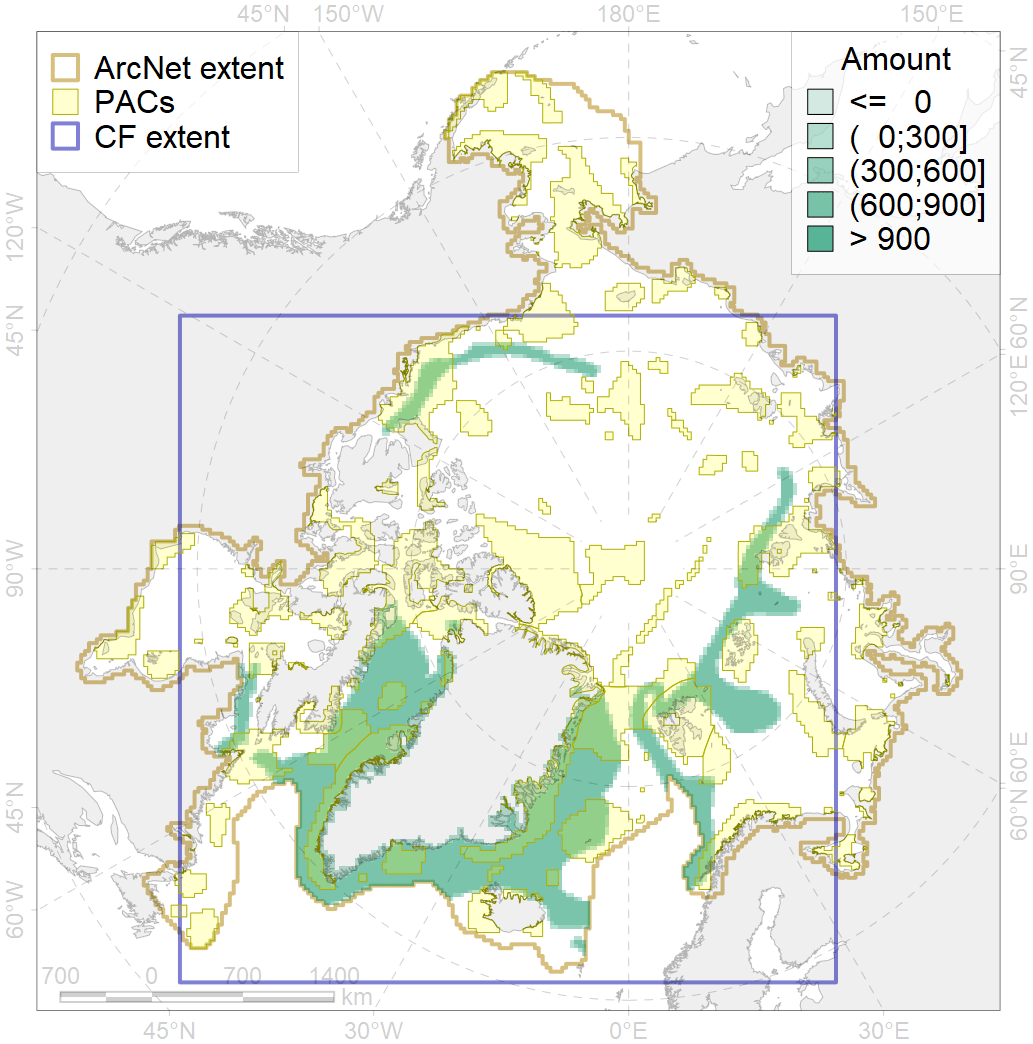 45°N 150°W 180°E 150°E
ArcNet extent
PACs
CF extent
Amount
<= 0
( 0;300]
(300;600]
(600;900]
> 900
45°N
120°W
45°N
90°W
45°N
60°W
60°N
120°E
90°E
60°E
60°N
700 0 700 1400
km
45°N 30°W 0°E 30°E